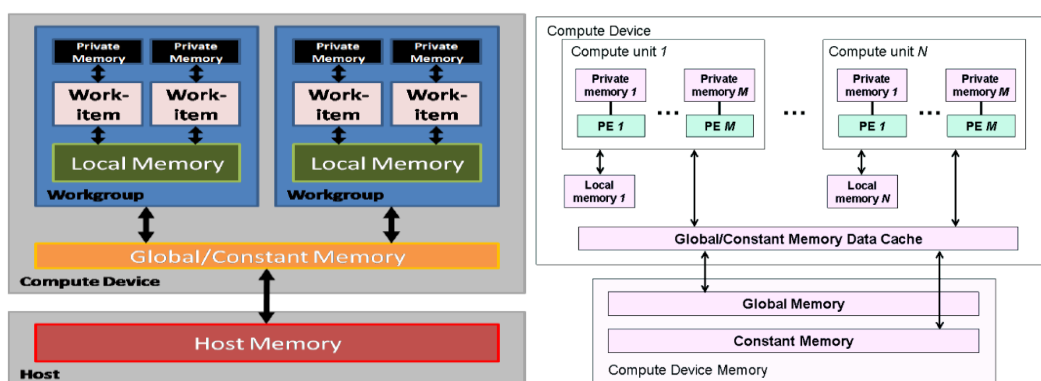 Private
Memory
Private
Memory
Private
Memory
Private
Memory
Work-
item
Work-
item
Work-
item
Work-
item
Local Memory
Local Memory
Workgroup
Workgroup
Global/Constant Memory
Compute Device
Host Memory
Host
Compute Device
Compute unit 1
Compute unit N
Private
memory 1
Private
memory M
Private
memory 1
Private
memory M
...
...
...
PE 1
PE M
PE 1
PE M
Local
memory 1
Local
memory N
Global/Constant Memory Data Cache
Global Memory
Constant Memory
Compute Device Memory